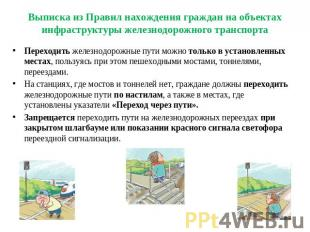 Выписка из Правил нахождения граждан на объектах
инфраструктуры железнодорожного транспорта
• Переходить железнодорожные пути можно только в установленных
местах, пользуясь при этом пешеходными мостами, тоннелями,
переездами.
• На станциях, где мостов и тоннелей нет, граждане должны переходить
железнодорожные пути по настилам, а также в местах, где
установлены указатели «Переход через пути».
• Запрещается переходить пути на железнодорожных переездах при
закрытом шлагбауме или показании красного сигнала светофора
переездной сигнализации.
PPt4WEB.ru